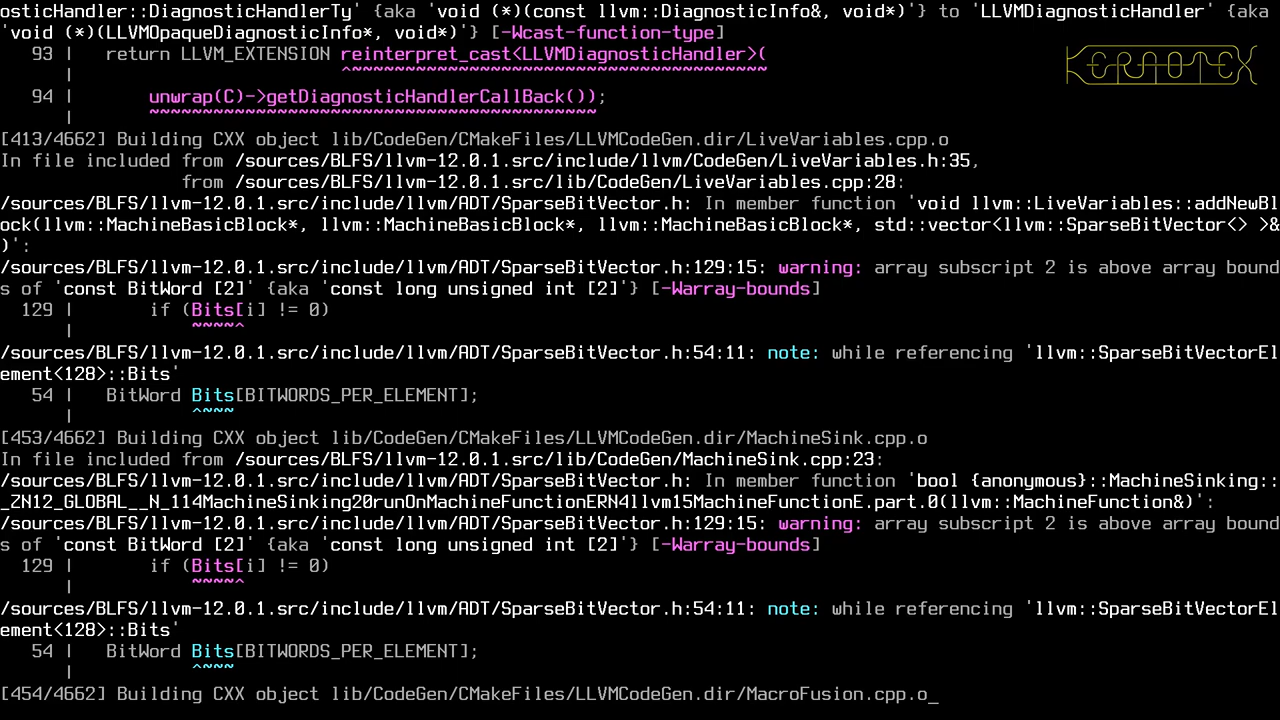 osticHandler::DiagnosticHandlerTy' {aka 'void (*)(const llvm::DiagnosticInfo&, void*)'} to 'LLVMDiagnosticHandler' {aka
'void (*)(LLVMOpaqueDiagnosticInfo*, void*)'} [-Wcast-function-type]
93 |   return LLVM_EXTENSION reinterpret_cast<LLVMDiagnosticHandler>(
|                         ^~~~~~~~~~~~~~~~~~~~~~~~~~~~~~~~~~~~~~~~
94 |       unwrap(C)->getDiagnosticHandlerCallBack());
|       ~~~~~~~~~~~~~~~~~~~~~~~~~~~~~~~~~~~~~~~~~~
KERNOTEX
[413/4662] Building CXX object lib/CodeGen/CMakeFiles/LLVMCodeGen.dir/LiveVariables.cpp.o
In file included from /sources/BLFS/llvm-12.0.1.src/include/llvm/CodeGen/LiveVariables.h:35,
from /sources/BLFS/llvm-12.0.1.src/lib/CodeGen/LiveVariables.cpp:28:
/sources/BLFS/llvm-12.0.1.src/include/llvm/ADT/SparseBitVector.h: In member function 'void llvm::LiveVariables::addNewBl
ock(llvm::MachineBasicBlock*, llvm::MachineBasicBlock*, llvm::MachineBasicBlock*, std::vector<llvm::SparseBitVector<> >&
)':
/sources/BLFS/llvm-12.0.1.src/include/llvm/ADT/SparseBitVector.h:129:15: warning: array subscript 2 is above array bound
s of 'const BitWord [2]' {aka 'const long unsigned int [2]'} [-Warray-bounds]
129 |       if (Bits[i] != 0)
|           ~~~~^
/sources/BLFS/llvm-12.0.1.src/include/llvm/ADT/SparseBitVector.h:54:11: note: while referencing 'llvm::SparseBitVectorEl
ement<128>::Bits'
54 |   BitWord Bits[BITWORDS_PER_ELEMENT];
|           ^~~~
[453/4662] Building CXX object lib/CodeGen/CMakeFiles/LLVMCodeGen.dir/MachineSink.cpp.o
In file included from /sources/BLFS/llvm-12.0.1.src/lib/CodeGen/MachineSink.cpp:23:
/sources/BLFS/llvm-12.0.1.src/include/llvm/ADT/SparseBitVector.h: In member function 'bool {anonymous}::MachineSinking::
_ZN12_GLOBAL__N_114MachineSinking20runOnMachineFunctionERN4llvm15MachineFunctionE.part.0(llvm::MachineFunction&)':
/sources/BLFS/llvm-12.0.1.src/include/llvm/ADT/SparseBitVector.h:129:15: warning: array subscript 2 is above array bound
s of 'const BitWord [2]' {aka 'const long unsigned int [2]'} [-Warray-bounds]
129 |       if (Bits[i] != 0)
|           ~~~~^
/sources/BLFS/llvm-12.0.1.src/include/llvm/ADT/SparseBitVector.h:54:11: note: while referencing 'llvm::SparseBitVectorEl
ement<128>::Bits'
54 |   BitWord Bits[BITWORDS_PER_ELEMENT];
|           ^~~~
[454/4662] Building CXX object lib/CodeGen/CMakeFiles/LLVMCodeGen.dir/MacroFusion.cpp.o_